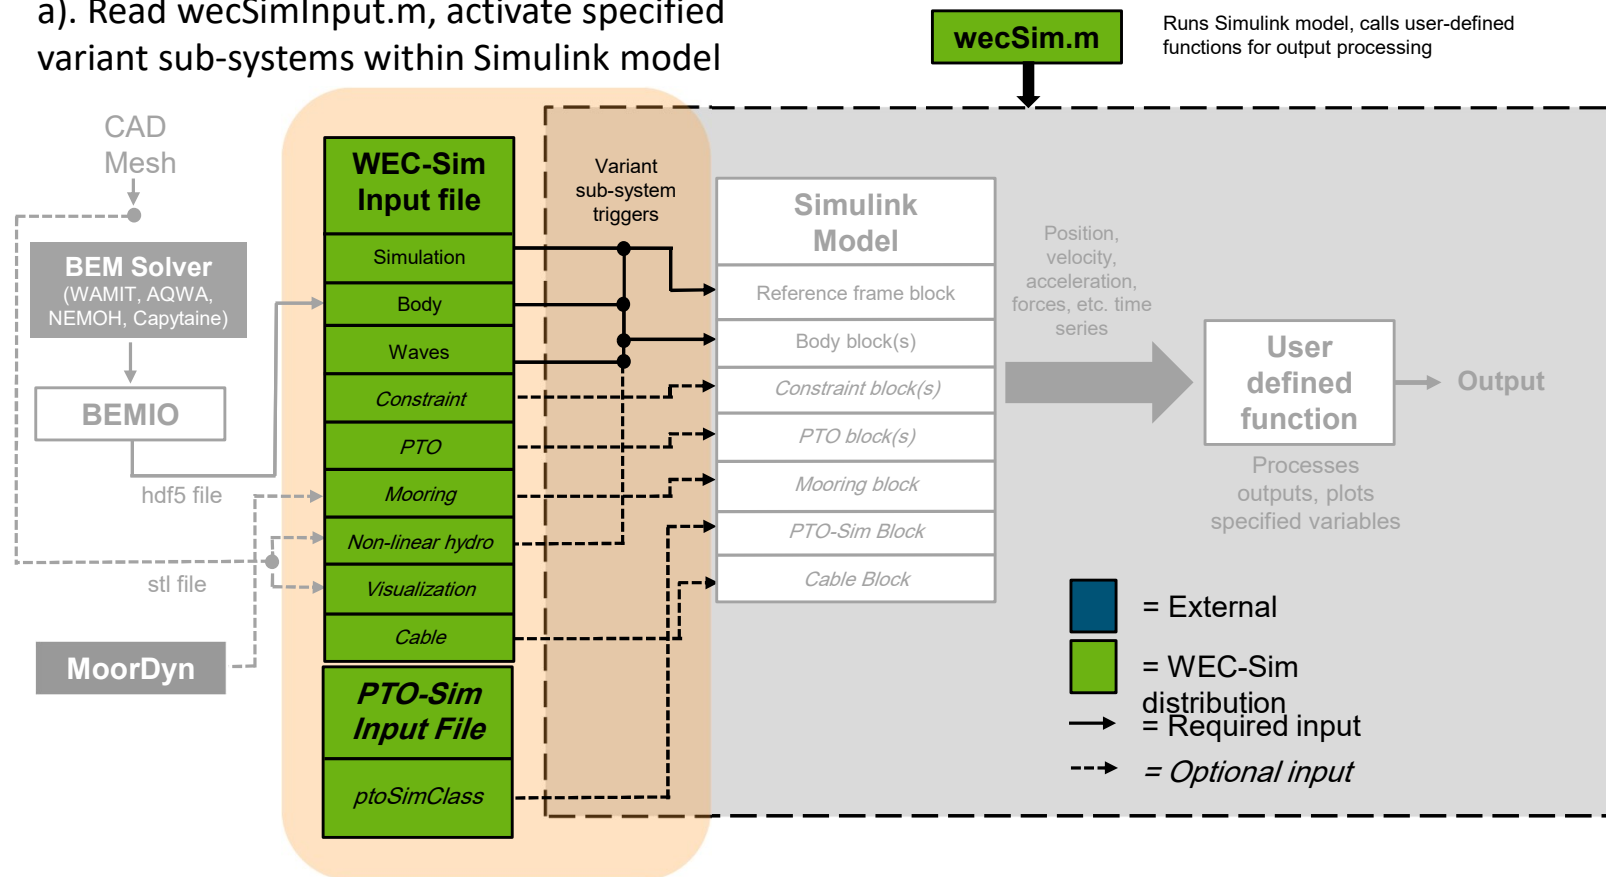 a). Read wecSimInput.m, activate specified
variant sub-systems within Simulink model
wecSim.m
Runs Simulink model, calls user-defined
functions for output processing
CAD
Mesh
BEM Solver
(WAMIT, AQWA,
NEMOH, Capytaine)
BEMIO
hdf5 file
stl file
MoorDyn
WEC-Sim
Input file
Simulation
Body
Waves
Constraint
PTO
Mooring
Non-linear hydro
Visualization
Cable
PTO-Sim
Input File
ptoSimClass
Variant
sub-system
triggers
Simulink
Model
Reference frame block
Body block(s)
Constraint block(s)
PTO block(s)
Mooring block
PTO-Sim Block
Cable Block
Position,
velocity,
acceleration,
forces, etc. time
series
User
defined
function
Output
Processes
outputs, plots
specified variables
= External
= WEC-Sim
distribution
= Required input
= Optional input